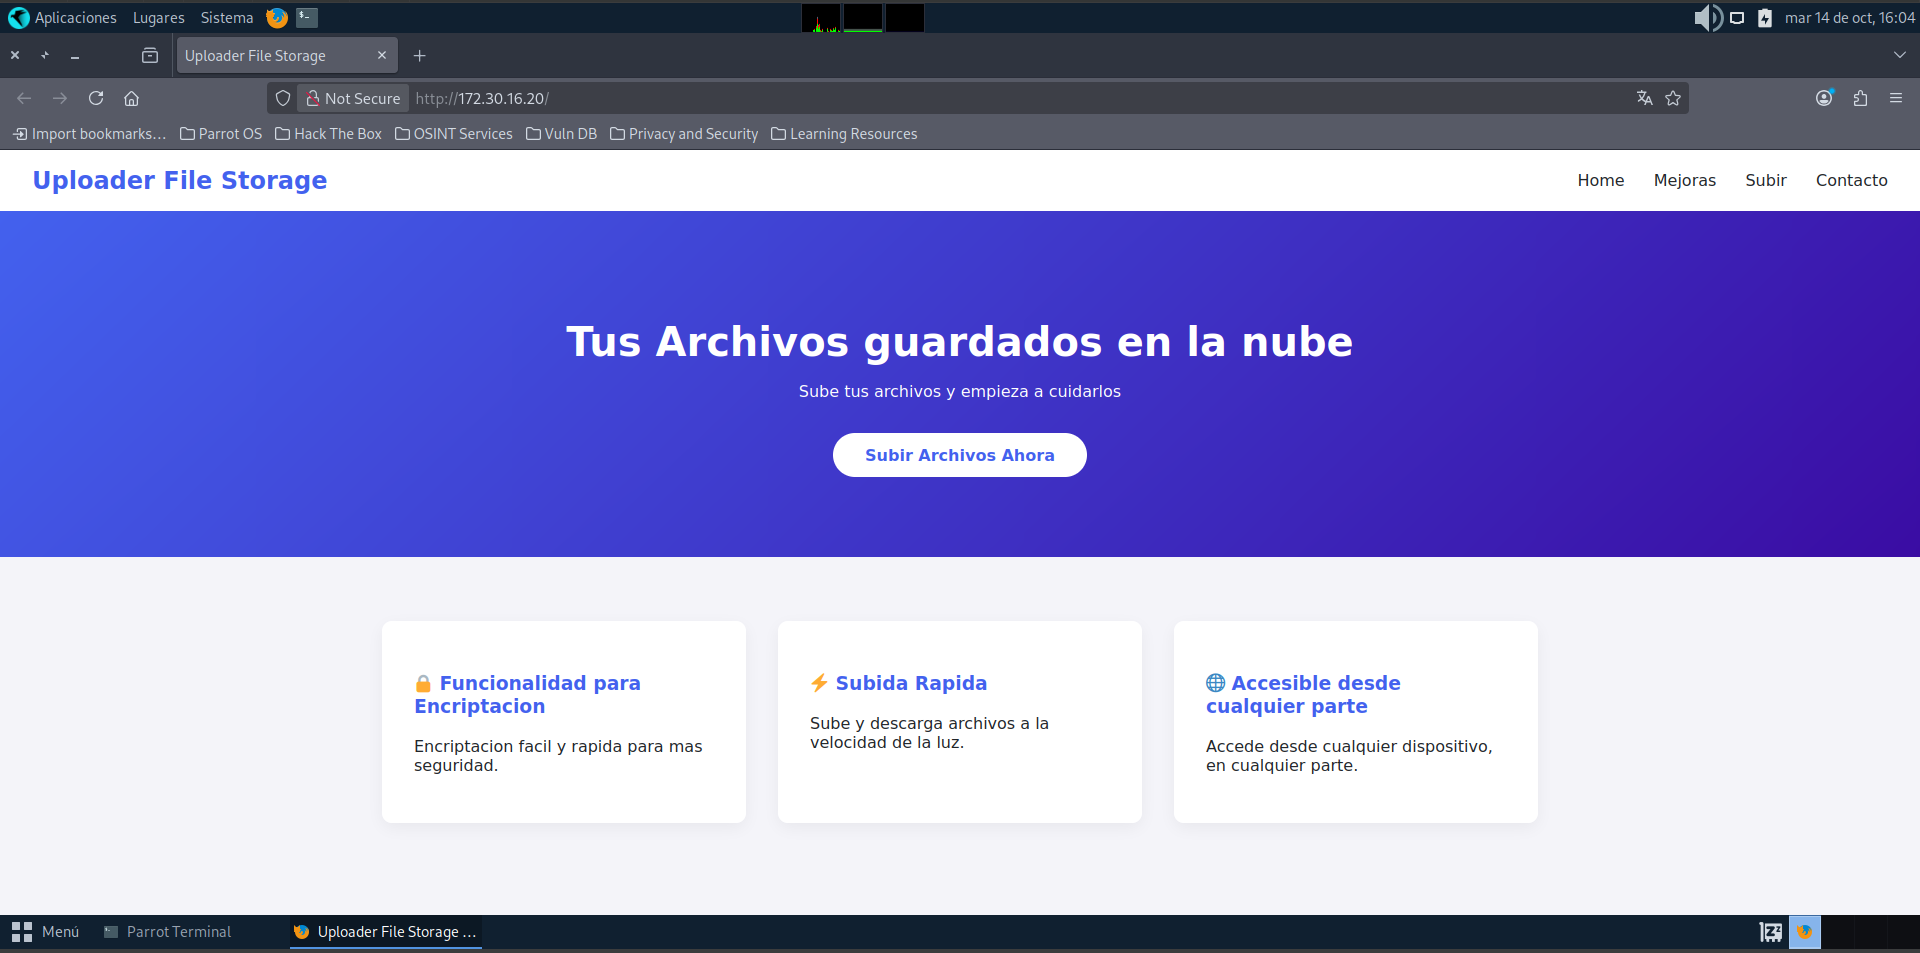 Aplicaciones Lugares Sistema
mar 14 de oct, 16:04
Uploader File Storage
Not Secure http://172.30.16.20/
Import bookmarks... Parrot OS Hack The Box OSINT Services Vuln DB Privacy and Security Learning Resources
Uploader File Storage
Home Mejoras Subir Contacto
Tus Archivos guardados en la nube
Sube tus archivos y empieza a cuidarlos
Subir Archivos Ahora
🔒 Funcionalidad para
Encriptacion
Encriptacion facil y rapida para mas
seguridad.
⚡ Subida Rapida
Sube y descarga archivos a la
velocidad de la luz.
🌐 Accesible desde
cualquier parte
Accede desde cualquier dispositivo,
en cualquier parte.
Menú Parrot Terminal Uploader File Storage ...